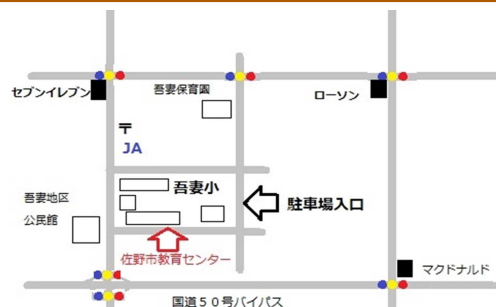 セブンイレブン
吾妻保育園
ローソン
〒
JA
吾妻小
吾妻地区
公民館
駐車場入口
佐野市教育センター
マクドナルド
国道50号バイパス